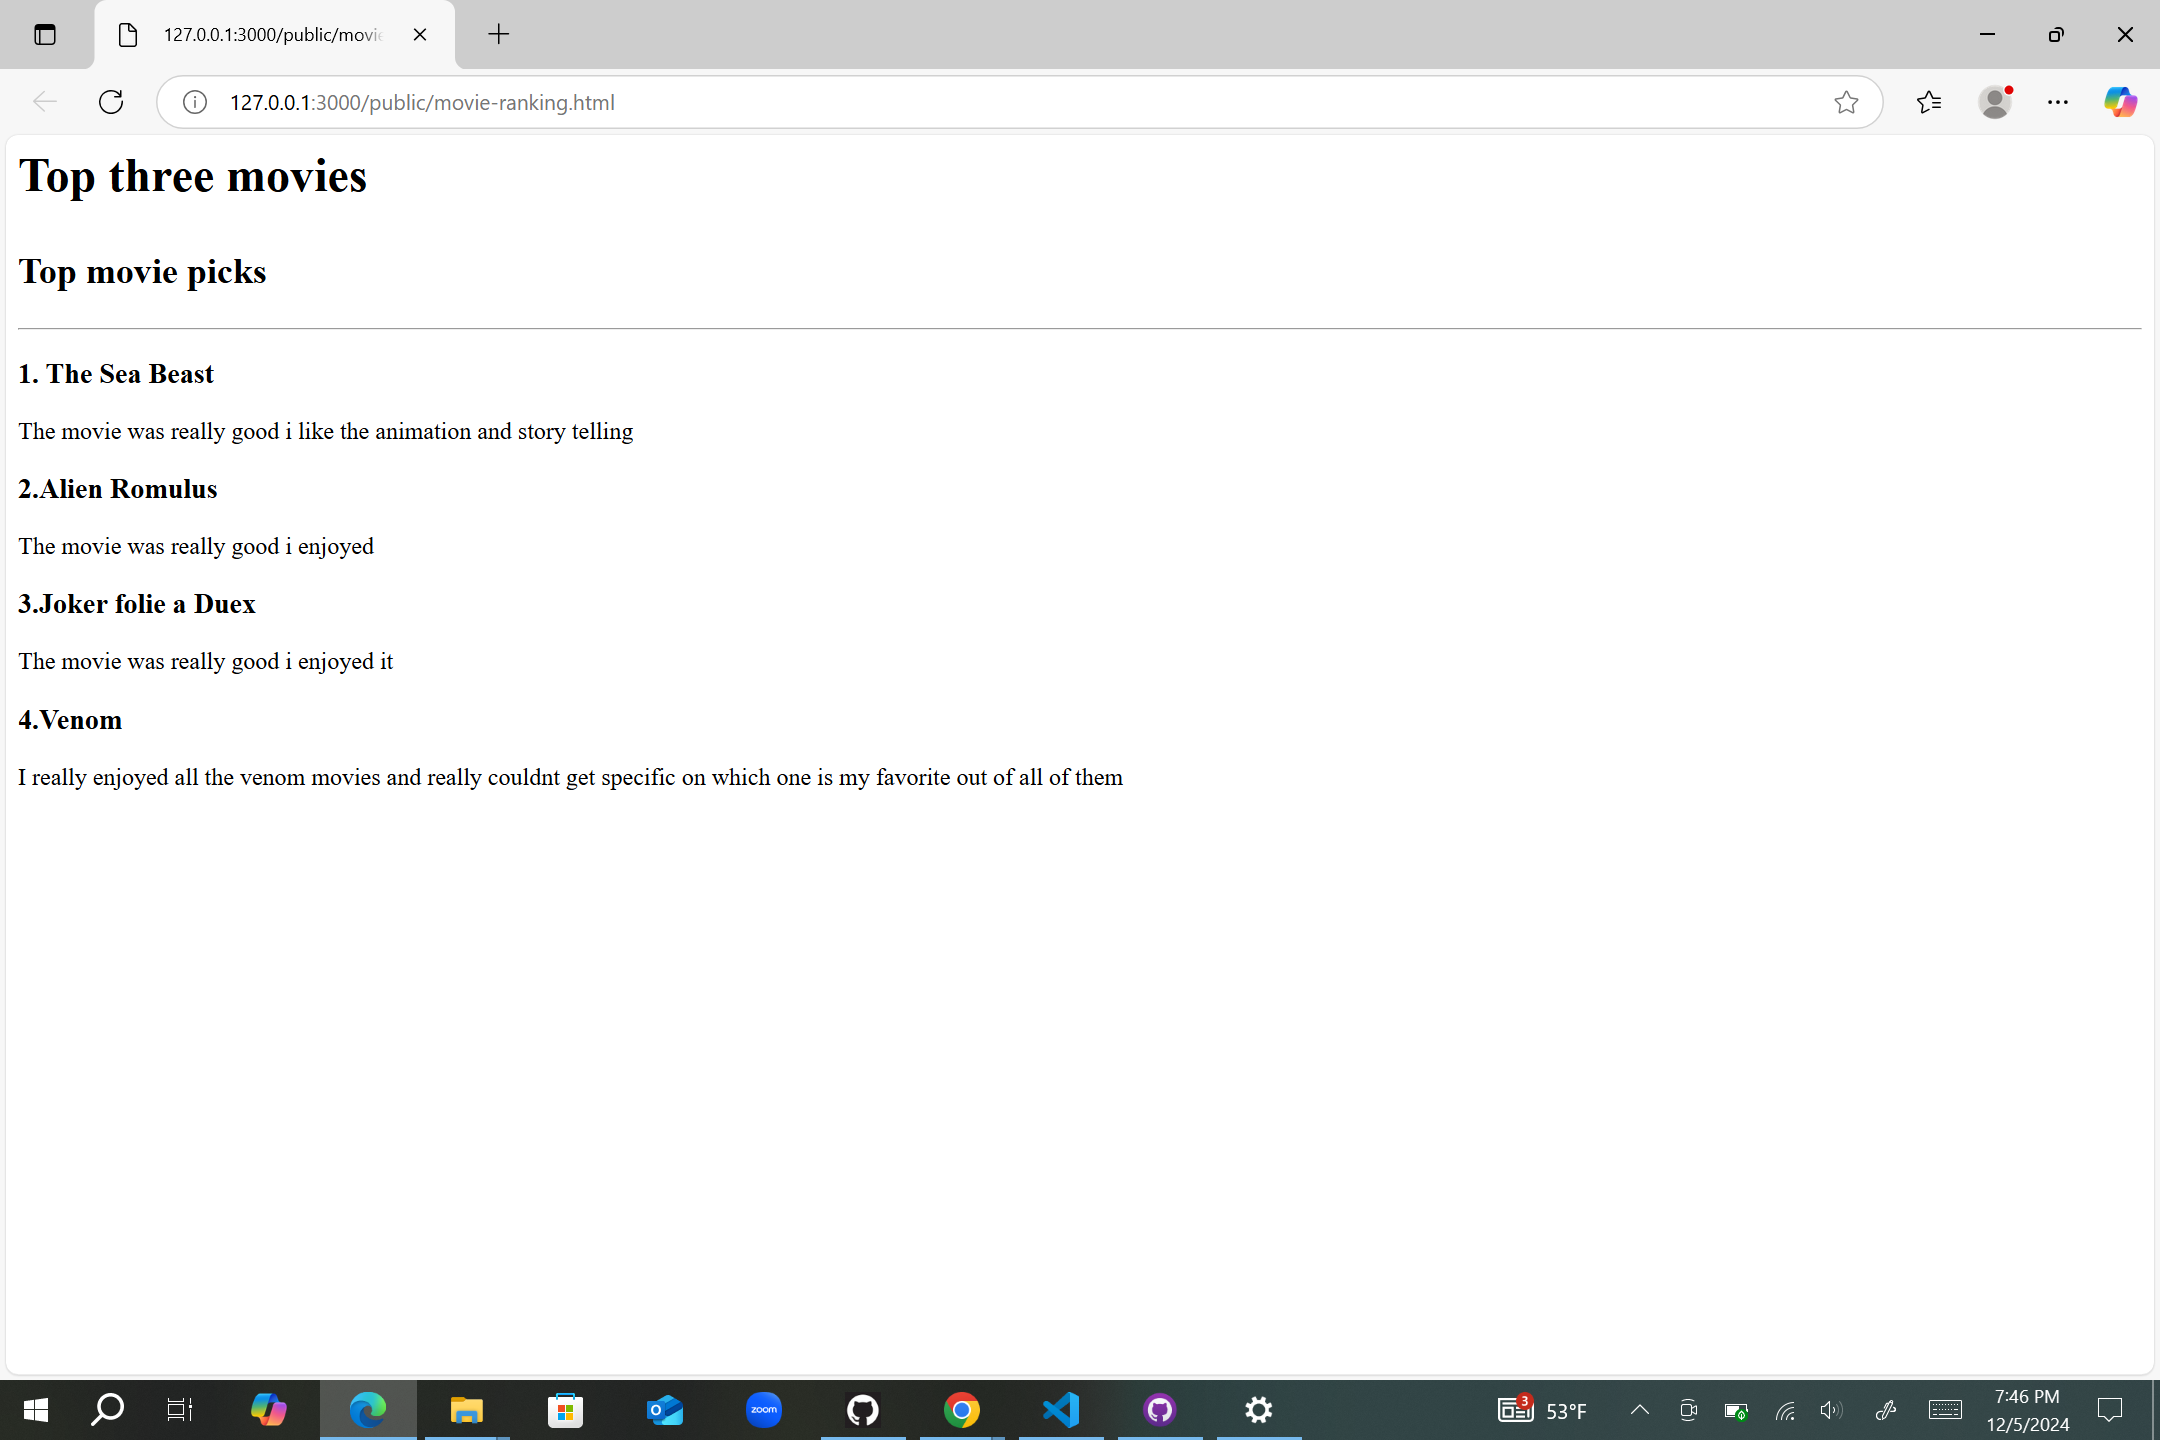 127.0.0.1:3000/public/movie
127.0.0.1:3000/public/movie-ranking.html
Top three movies
Top movie picks
1. The Sea Beast
The movie was really good i like the animation and story telling
2.Alien Romulus
The movie was really good i enjoyed
3.Joker folie a Duex
The movie was really good i enjoyed it
4.Venom
I really enjoyed all the venom movies and really couldnt get specific on which one is my favorite out of all of them
zoom
3
53°F
7:46 PM
12/5/2024